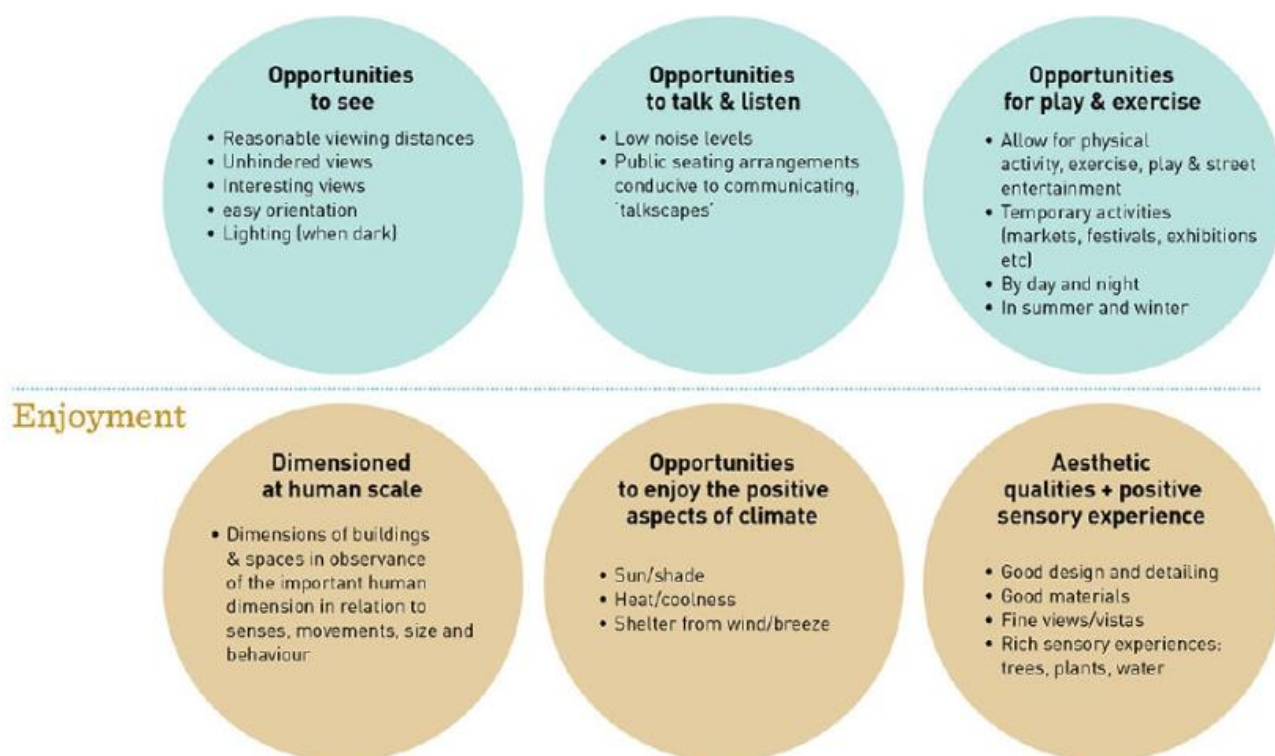 Opportunities
to see
• Reasonable viewing distances
• Unhindered views
• Interesting views
• easy orientation
• Lighting (when dark)
Opportunities
to talk & listen
• Low noise levels
• Public seating arrangements
conducive to communicating,
'talkscapes'
Opportunities
for play & exercise
• Allow for physical
activity, exercise, play & street
entertainment
• Temporary activities
(markets, festivals, exhibitions
etc)
• By day and night
• In summer and winter
Enjoyment
Dimensioned
at human scale
• Dimensions of buildings
& spaces in observance
of the important human
dimension in relation to
senses, movements, size and
behaviour
Opportunities
to enjoy the positive
aspects of climate
• Sun/shade
• Heat/coolness
• Shelter from wind/breeze
Aesthetic
qualities + positive
sensory experience
• Good design and detailing
• Good materials
• Fine views/vistas
• Rich sensory experiences:
trees, plants, water